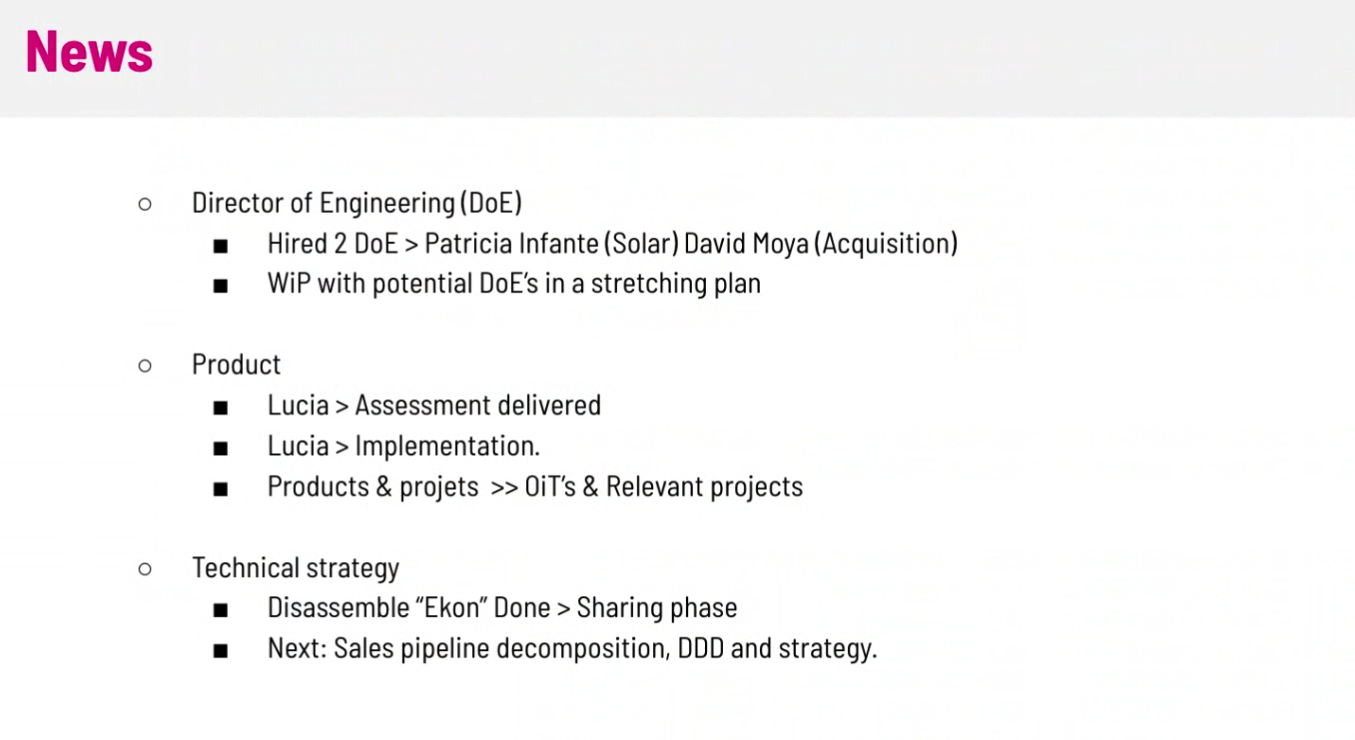 News
○ Director of Engineering (DoE)
■ Hired 2 DoE > Patricia Infante (Solar) David Moya (Acquisition)
■ WiP with potential DoE’s in a stretching plan
○ Product
■ Lucia > Assessment delivered
■ Lucia > Implementation.
■ Products & projets >> OiT’s & Relevant projects
○ Technical strategy
■ Disassemble “Ekon” Done > Sharing phase
■ Next: Sales pipeline decomposition, DDD and strategy.